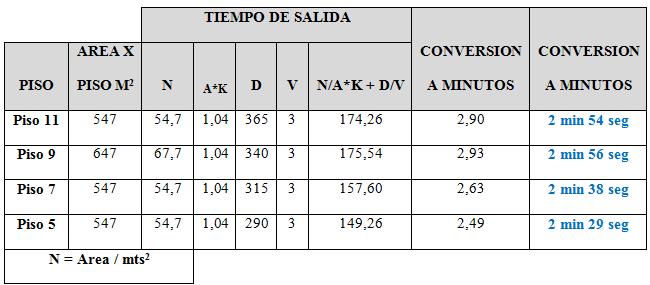 TIEMPO DE SALIDA
PISO AREA X PISO M² N A*K D V N/A*K + D/V CONVERSION A MINUTOS CONVERSION A MINUTOS
Piso 11 547 54,7 1,04 365 3 174,26 2,90 2 min 54 seg
Piso 9 647 67,7 1,04 340 3 175,54 2,93 2 min 56 seg
Piso 7 547 54,7 1,04 315 3 157,60 2,63 2 min 38 seg
Piso 5 547 54,7 1,04 290 3 149,26 2,49 2 min 29 seg
N = Area / mts²